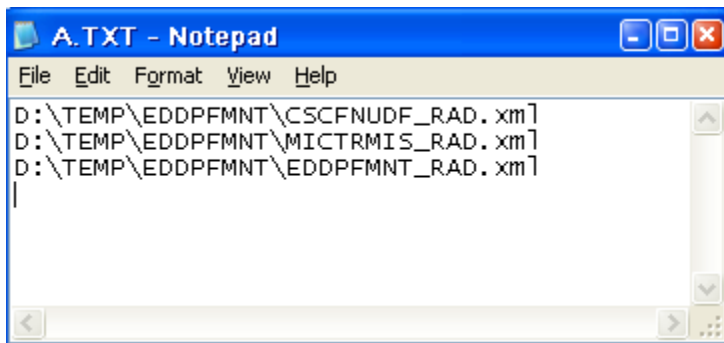 A.TXT - Notepad
File Edit Format View Help
D:\TEMP\EDDPFMNT\CSCFNUDF_RAD.xml
D:\TEMP\EDDPFMNT\MICTRMIS_RAD.xml
D:\TEMP\EDDPFMNT\EDDPFMNT_RAD.xml